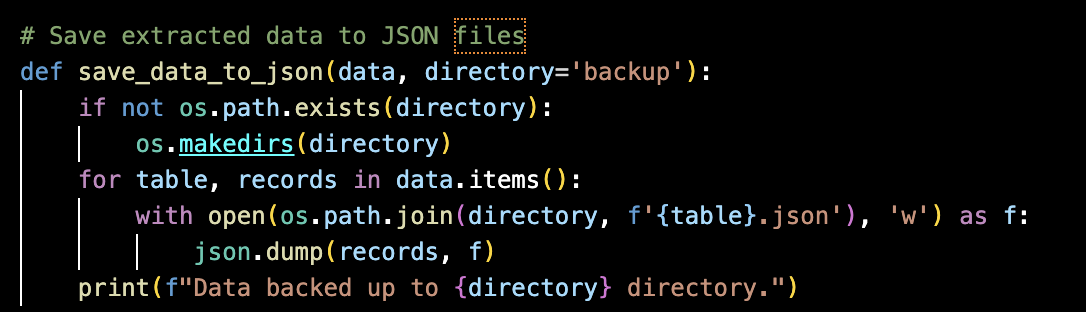 # Save extracted data to JSON files
def save_data_to_json(data, directory='backup'):
    if not os.path.exists(directory):
        os.makedirs(directory)
    for table, records in data.items():
        with open(os.path.join(directory, f'{table}.json'), 'w') as f:
            json.dump(records, f)
    print(f"Data backed up to {directory} directory.")